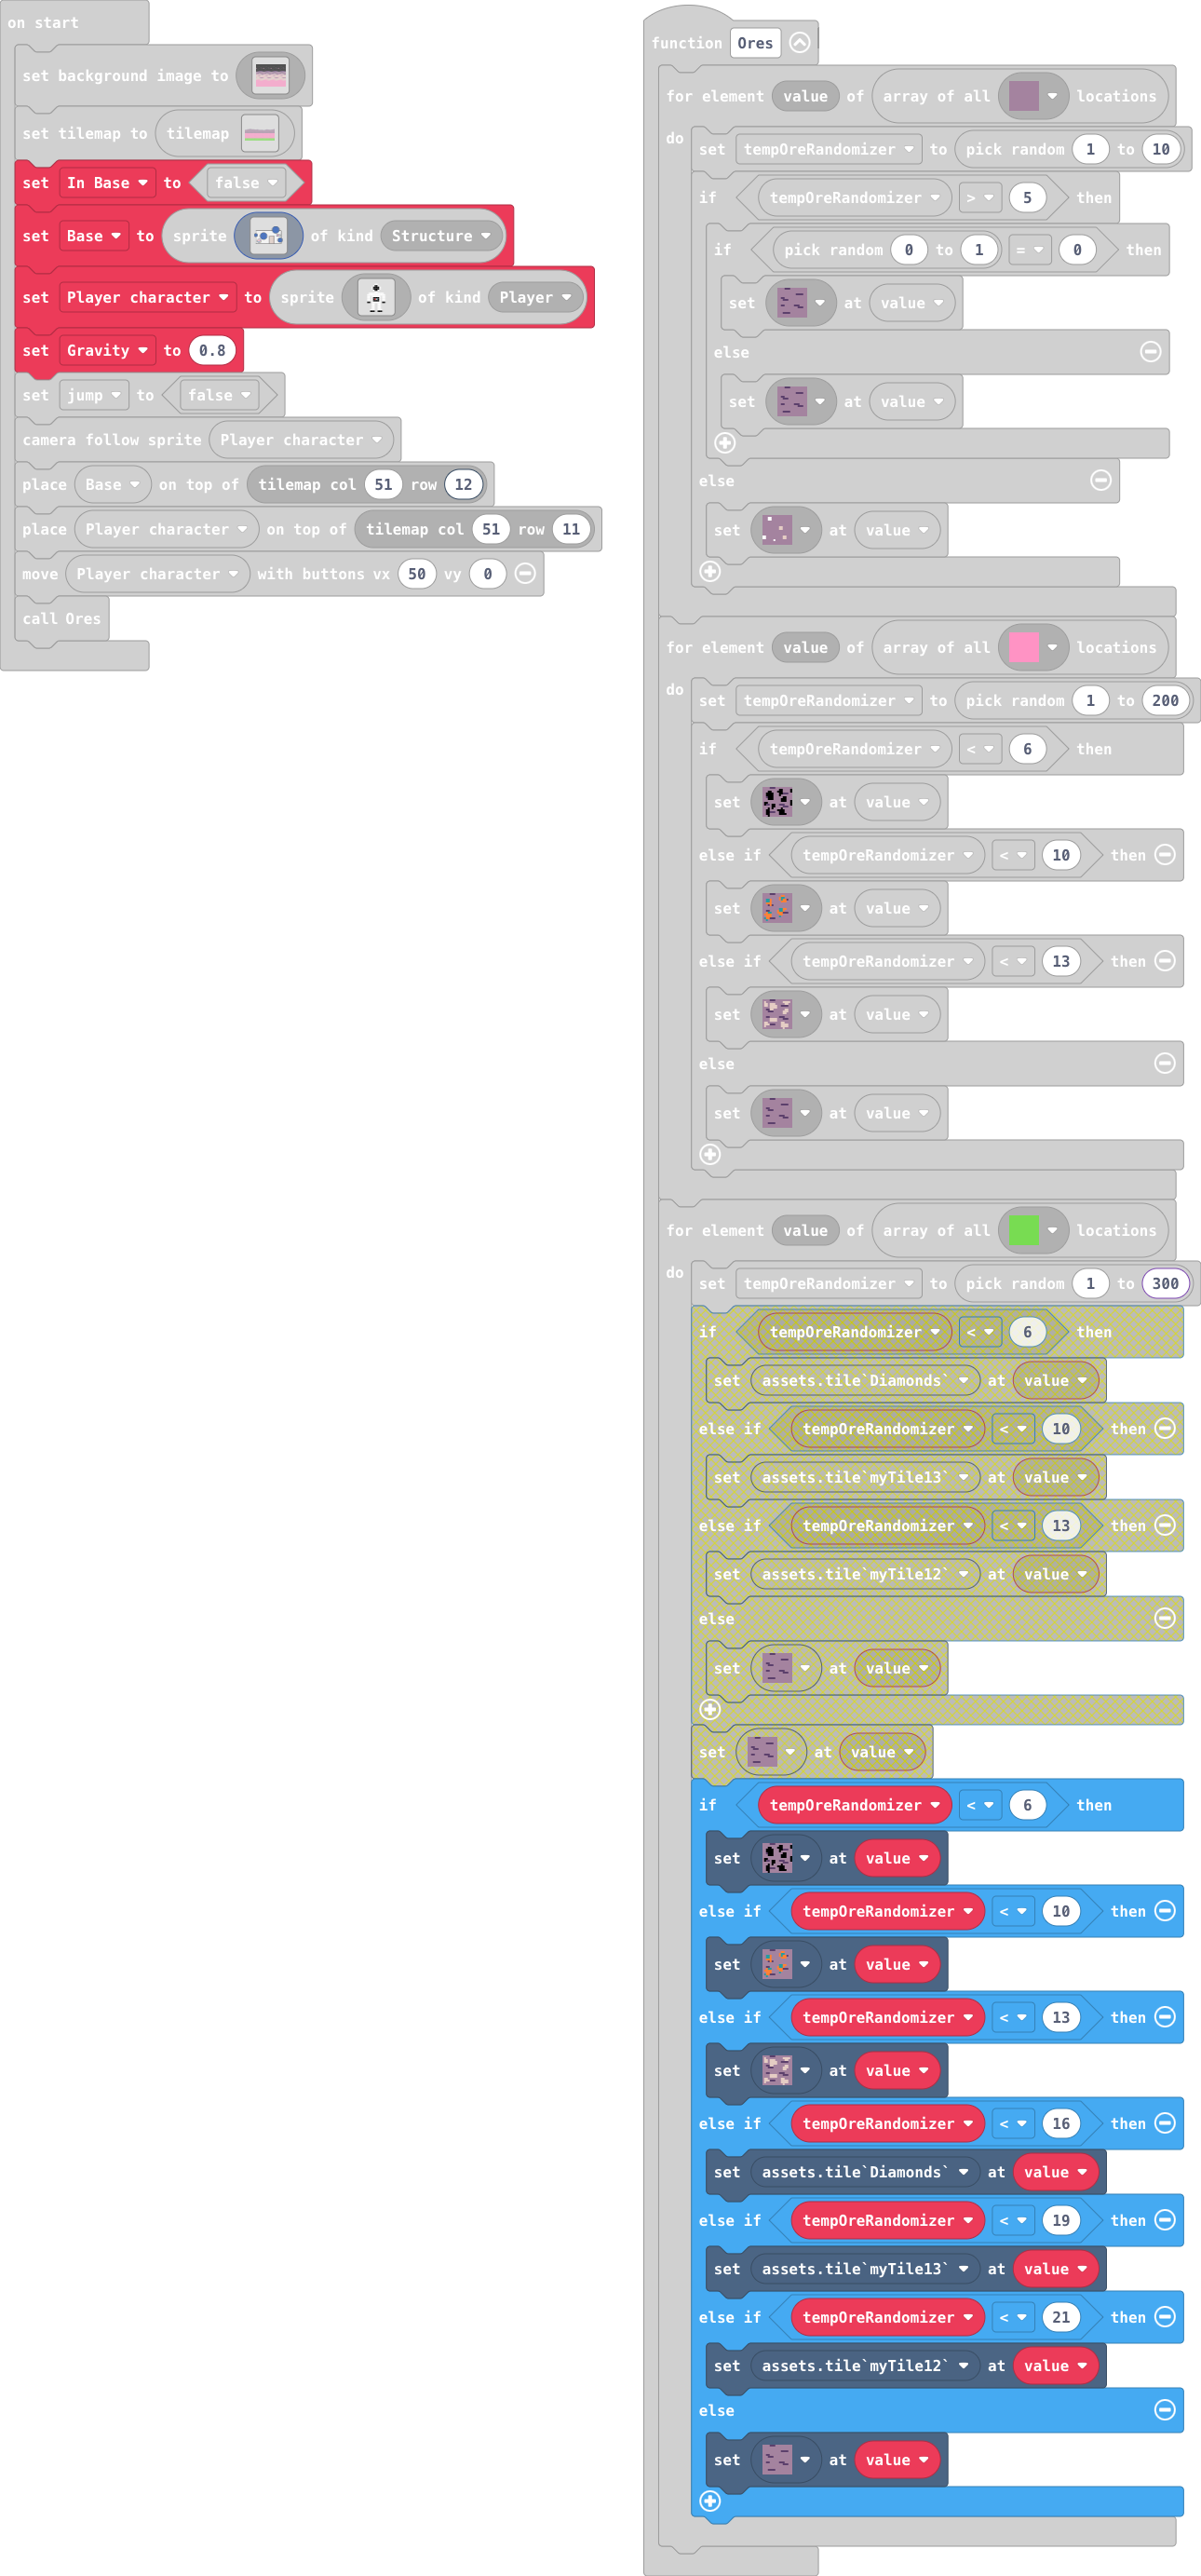 on start
set background image to
set tilemap to tilemap
set In Base to false
set Base to sprite of kind Structure
set Player character to sprite of kind Player
set Gravity to 0.8
set jump to false
camera follow sprite Player character
place Base on top of tilemap col 51 row 12
place Player character on top of tilemap col 51 row 11
move Player character with buttons vx 50 vy 0
call Ores
function Ores
for element value of array of all locations
do
set tempOreRandomizer to pick random 1 to 10
if tempOreRandomizer > 5 then
if pick random 0 to 1 = 0 then
set at value
else
set at value
else
set at value
for element value of array of all locations
do
set tempOreRandomizer to pick random 1 to 200
if tempOreRandomizer < 6 then
set at value
else if tempOreRandomizer < 10 then
set at value
else if tempOreRandomizer < 13 then
set at value
else
set at value
for element value of array of all locations
do
set tempOreRandomizer to pick random 1 to 300
if tempOreRandomizer < 6 then
set assets.tile`Diamonds` at value
else if tempOreRandomizer < 10 then
set assets.tile`myTile13` at value
else if tempOreRandomizer < 13 then
set assets.tile`myTile12` at value
else
set at value
set at value
if tempOreRandomizer < 6 then
set at value
else if tempOreRandomizer < 10 then
set at value
else if tempOreRandomizer < 13 then
set at value
else if tempOreRandomizer < 16 then
set assets.tile`Diamonds` at value
else if tempOreRandomizer < 19 then
set assets.tile`myTile13` at value
else if tempOreRandomizer < 21 then
set assets.tile`myTile12` at value
else
set at value